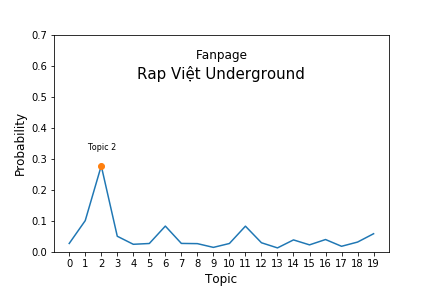 Fanpage
Rap Việt Underground
Topic 2
Probability
0.7
0.6
0.5
0.4
0.3
0.2
0.1
0.0
0 1 2 3 4 5 6 7 8 9 10 11 12 13 14 15 16 17 18 19
Topic